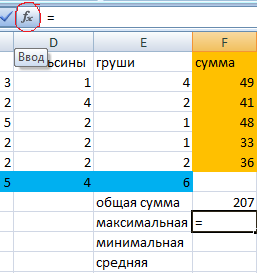 fx =
D E F
Ввод
ьсины груши сумма
3 1 4 49
2 4 2 41
5 2 1 48
2 2 1 33
2 2 2 36
5 4 6
общая сумма 207
максимальная =
минимальная
средняя